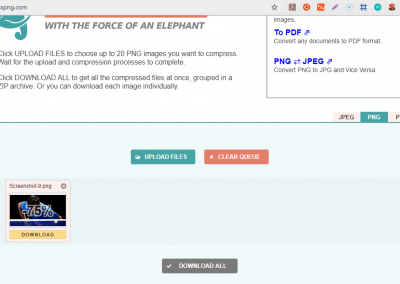 spng.com
WITH THE FORCE OF AN ELEPHANT
images.
To PDF
Convert any documents to PDF format.
PNG ⇄ JPEG
Convert PNG to JPG and Vice Versa.
Click UPLOAD FILES to choose up to 20 PNG images you want to compress.
Wait for the upload and compression processes to complete.
Click DOWNLOAD ALL to get all the compressed files at once, grouped in a
ZIP archive. Or you can download each image individually.
JPEG PNG P
UPLOAD FILES CLEAR QUEUE
Screenshot-9.png
-75%
DOWNLOAD
DOWNLOAD ALL